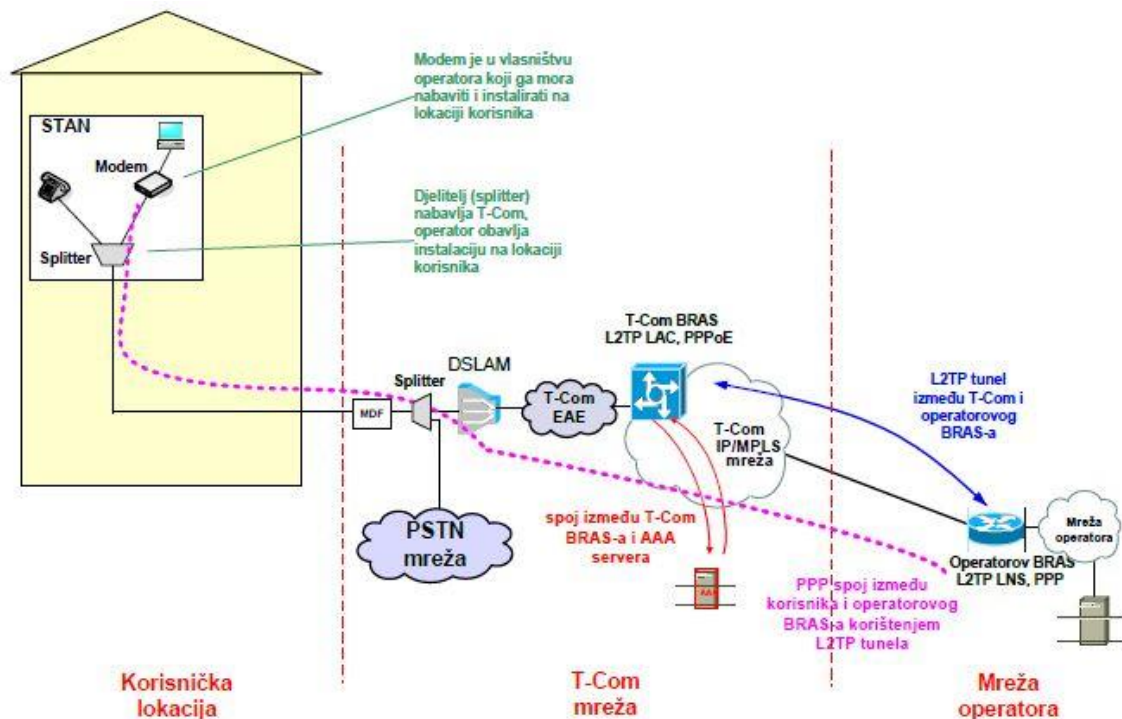 Modem je u vlasništvu
operatora koji ga mora
nabaviti i instalirati na
lokaciji korisnika
STAN
Modem
Djelitelj (splitter)
nabavlja T-Com,
operator obavlja
instalaciju na lokaciji
korisnika
Splitter
T-Com BRAS
L2TP LAC, PPPoE
DSLAM
Splitter
MDF
T-Com
EAE
T-Com
IP/MPLS
mreža
L2TP tunel
između T-Com i
operatorovog
BRAS-a
PSTN
mreža
spoj između T-Com
BRAS-a i AAA
servera
AAA
Mreža
operatora
Operatorov BRAS
L2TP LNS, PPP
PPP spoj između
korisnika i operatorovog
BRAS-a korištenjem
L2TP tunela
Korisnička
lokacija
T-Com
mreža
Mreža
operatora